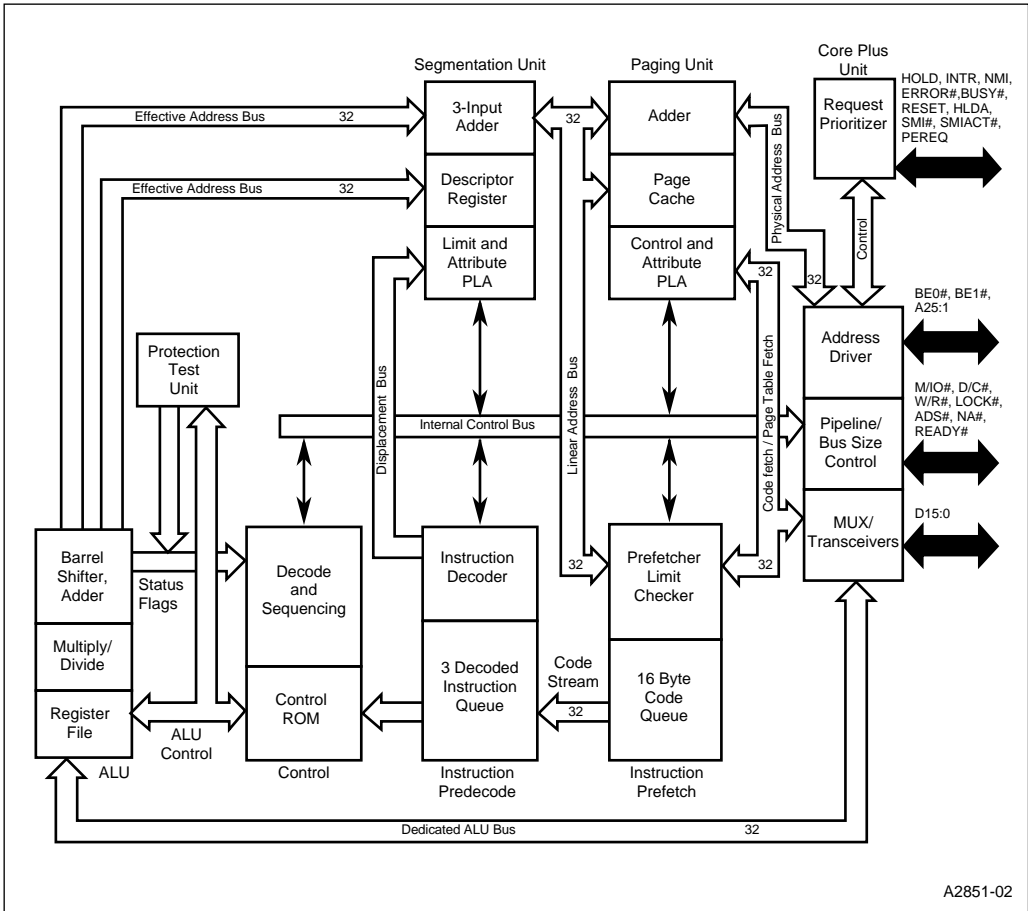 Segmentation Unit
Paging Unit
Core Plus
Unit
HOLD, INTR, NMI,
ERROR#,BUSY#,
RESET, HLDA,
SMI#, SMIACT#,
PEREQ
3-Input
Adder
Adder
Request
Prioritizer
Effective Address Bus
32
32
Effective Address Bus
32
Descriptor
Register
Page
Cache
Physical Address Bus
Control
Limit and
Attribute
PLA
Control and
Attribute
PLA
32
32
BE0#, BE1#,
A25:1
Address
Driver
Protection
Test
Unit
Displacement Bus
Linear Address Bus
Code fetch / Page Table Fetch
M/IO#, D/C#,
W/R#, LOCK#,
ADS#, NA#,
READY#
Internal Control Bus
Pipeline/
Bus Size
Control
D15:0
MUX/
Transceivers
Barrel
Shifter,
Adder
Status
Flags
Decode
and
Sequencing
Instruction
Decoder
32
Prefetcher
Limit
Checker
32
Multiply/
Divide
Register
File
ALU
Control
Control
ROM
3 Decoded
Instruction
Queue
Code
Stream
32
16 Byte
Code
Queue
ALU
Control
Instruction
Predecode
Instruction
Prefetch
Dedicated ALU Bus
32
A2851-02